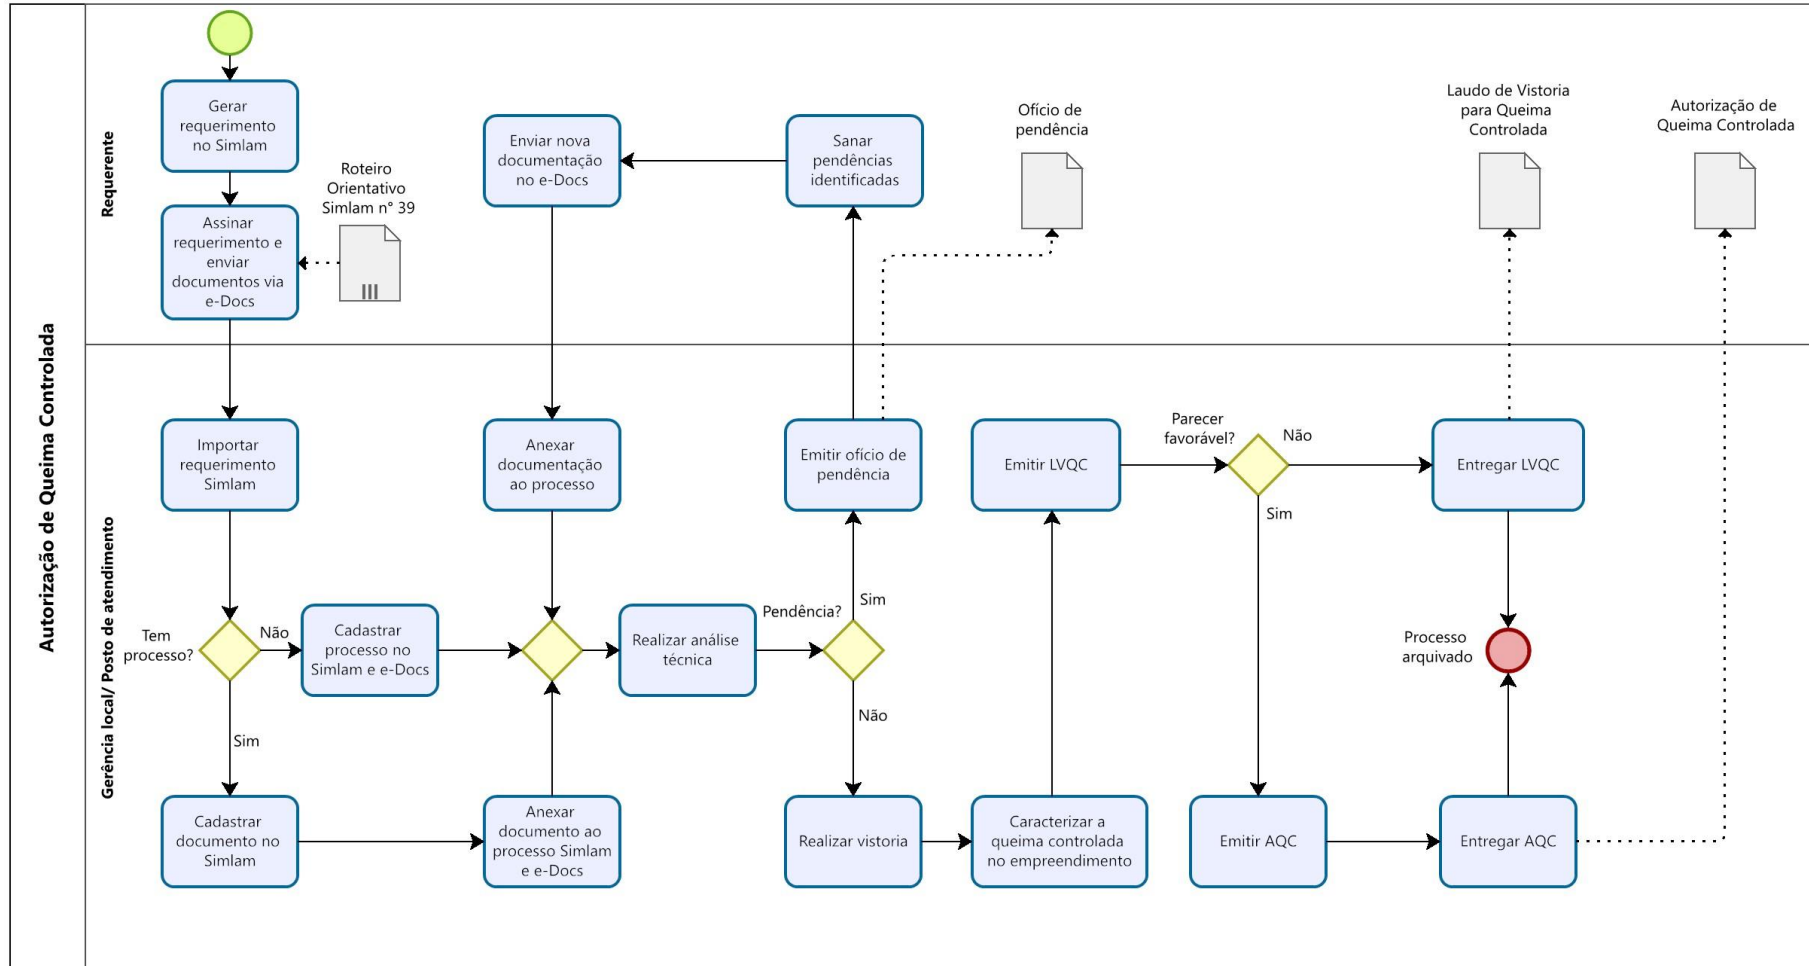 Autorização de Queima Controlada
Requerente
Gerar
requerimento
no Simlam
Assinar
requerimento e
enviar
documentos via
e-Docs
Roteiro
Orientativo
Simlam n° 39
Enviar nova
documentação
no e-Docs
Sanar
pendências
identificadas
Ofício de
pendência
Laudo de Vistoria
para Queima
Controlada
Autorização de
Queima Controlada
Gerência local/ Posto de atendimento
Importar
requerimento
Simlam
Anexar
documentação
ao processo
Emitir ofício de
pendência
Emitir LVQC
Parecer
favorável?
Não
Sim
Entregar LVQC
Tem
processo?
Não
Sim
Cadastrar
processo no
Simlam e e-Docs
Realizar análise
técnica
Pendência?
Sim
Não
Processo
arquivado
Cadastrar
documento no
Simlam
Anexar
documento ao
processo Simlam
e e-Docs
Realizar vistoria
Caracterizar a
queima controlada
no empreendimento
Emitir AQC
Entregar AQC